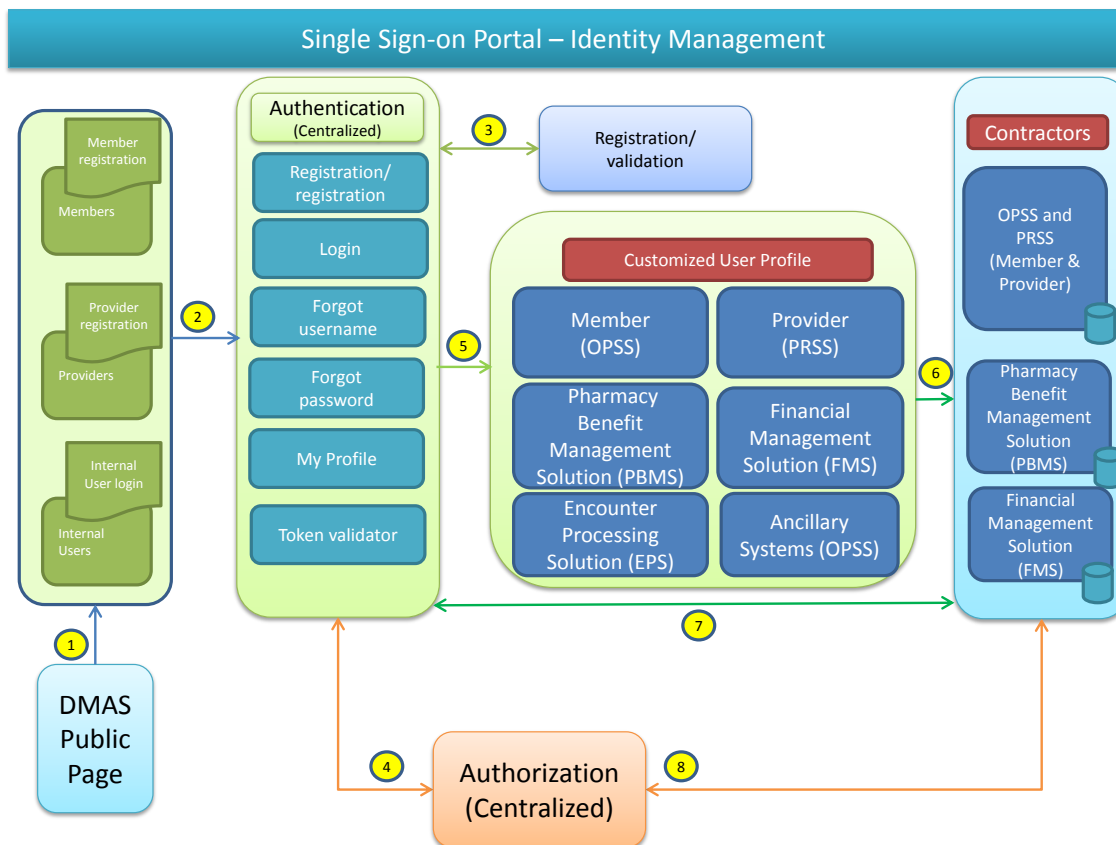 Single Sign-on Portal – Identity Management
Member
registration
Members
Provider
registration
Providers
Internal
User login
Internal
Users
1
DMAS
Public
Page
2
Authentication
(Centralized)
Registration/
registration
Login
Forgot
username
Forgot
password
My Profile
Token validator
3
Registration/
validation
5
Customized User Profile
Member
(OPSS)
Provider
(PRSS)
Pharmacy
Benefit
Management
Solution (PBMS)
Financial
Management
Solution (FMS)
Encounter
Processing
Solution (EPS)
Ancillary
Systems (OPSS)
6
Contractors
OPSS and
PRSS
(Member &
Provider)
Pharmacy
Benefit
Management
Solution
(PBMS)
Financial
Management
Solution
(FMS)
7
4
Authorization
(Centralized)
8